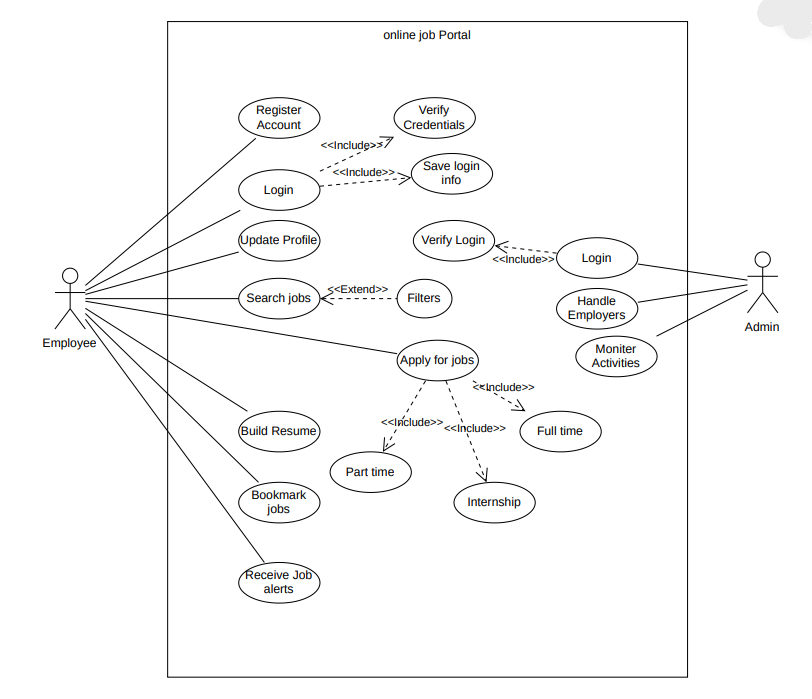 online job Portal
Register
Account
Verify
Credentials
<<Include>>
<<Include>>
Save login
info
Login
Update Profile
Verify Login
<<Include>>
Login
Search jobs
<<Extend>>
Filters
Handle
Employers
Moniter
Activities
Employee
Admin
Apply for jobs
<<Include>>
<<Include>>
<<Include>>
Full time
Build Resume
Part time
Internship
Bookmark
jobs
Receive Job
alerts